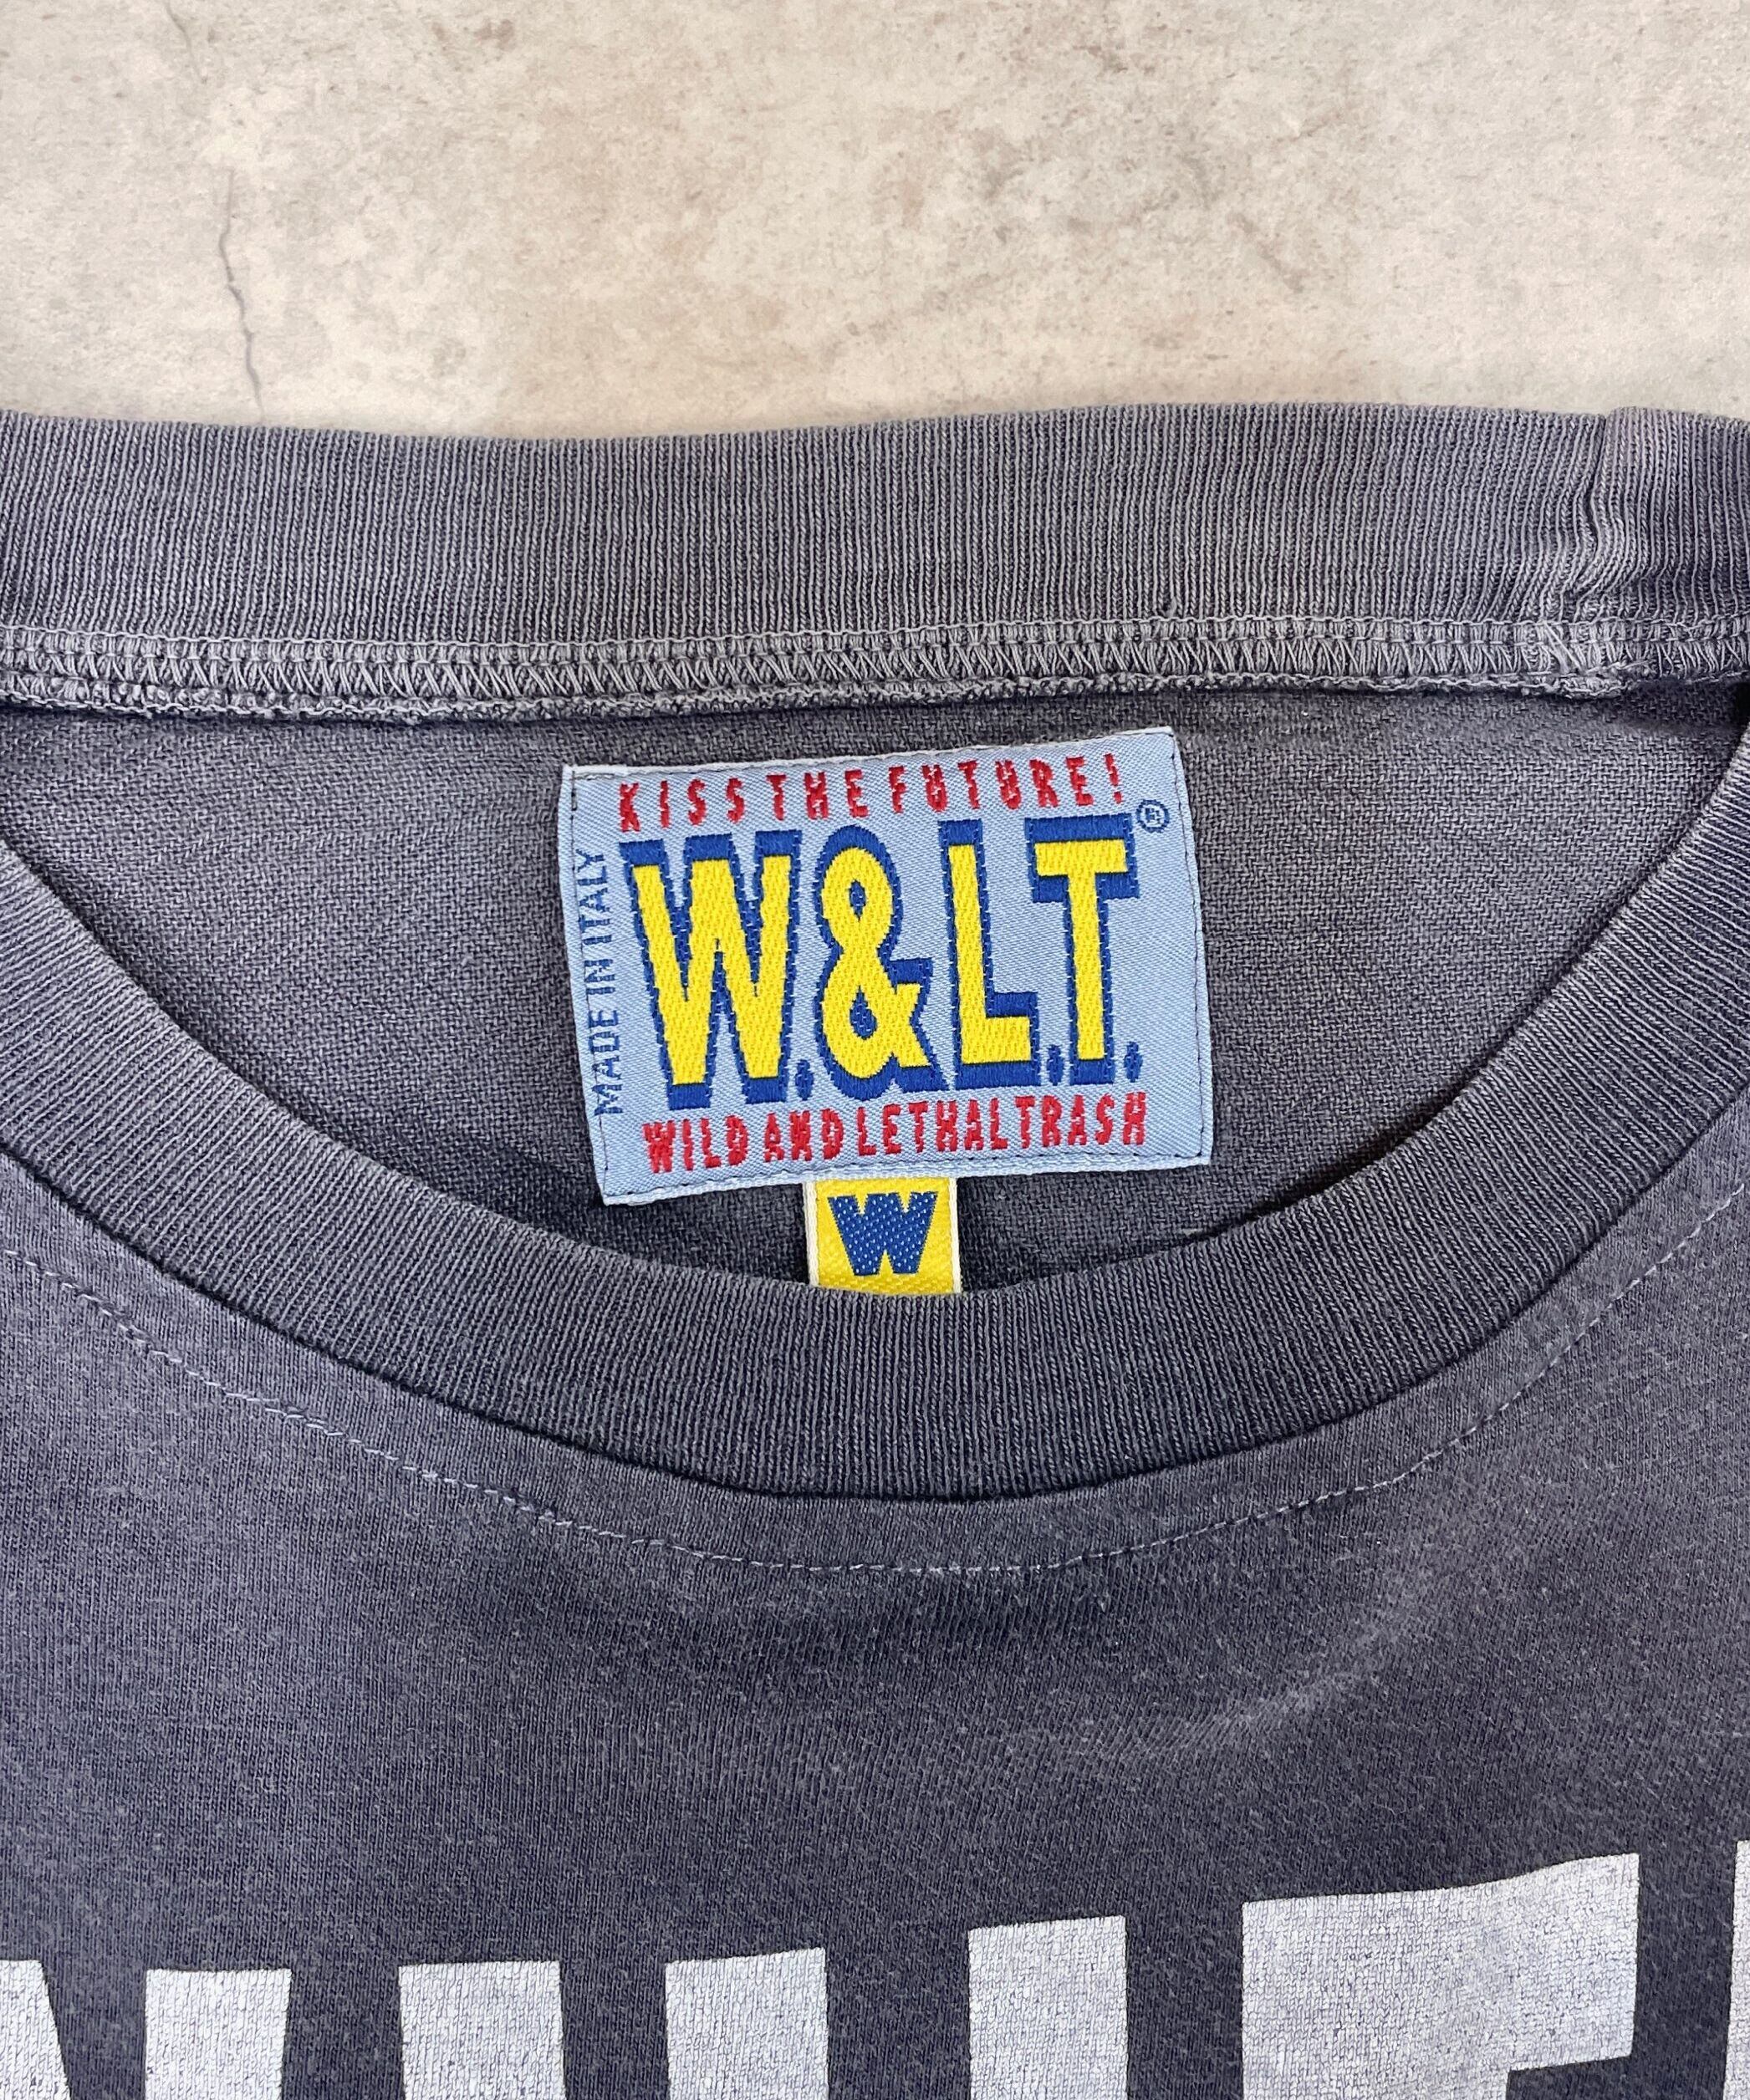 KISS THE FUTURE!
W.&L.T.®
MADE IN ITALY
WILD AND LETHAL TRASH
W